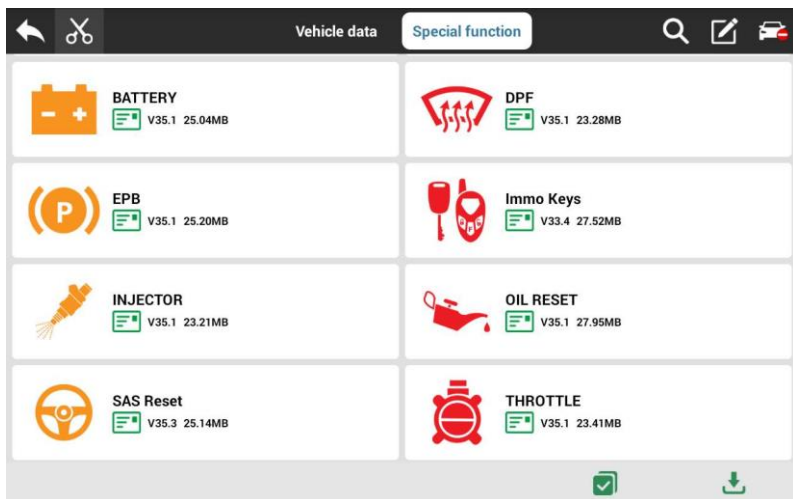 Vehicle data
Special function
BATTERY
V35.1 25.04MB
DPF
V35.1 23.28MB
EPB
V35.1 25.20MB
Immo Keys
V33.4 27.52MB
INJECTOR
V35.1 23.21MB
OIL RESET
V35.1 27.95MB
SAS Reset
V35.3 25.14MB
THROTTLE
V35.1 23.41MB